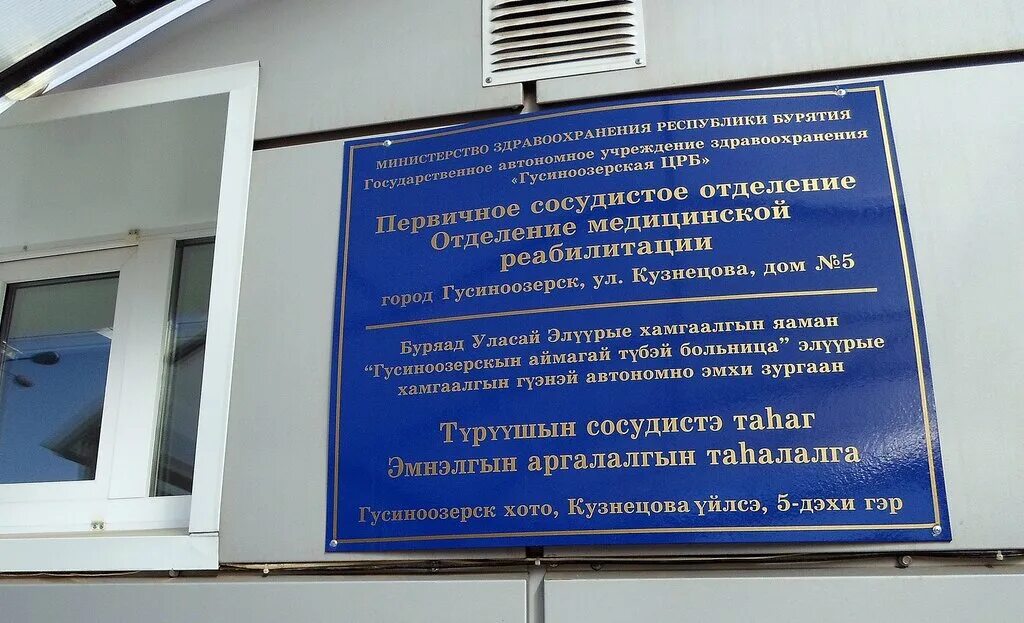 МИНИСТЕРСТВО ЗДРАВООХРАНЕНИЯ РЕСПУБЛИКИ БУРЯТИЯ
Государственное автономное учреждение здравоохранения
«Гусиноозерская ЦРБ»
Первичное сосудистое отделение
Отделение медицинской
реабилитации
город Гусиноозерск, ул. Кузнецова, дом №5
Буряад Уласай Элүүрые хамгаалгын яаман
“Гусиноозерскын аймагай түбэй больница” элүүрые
хамгаалгын гүэнэй автономно эмхи зургаан
Түрүүшын сосудистэ таһаг
Эмнэлгын аргалалгын таһалалга
Гусиноозерск хото, Кузнецова үйлсэ, 5-дэхи гэр